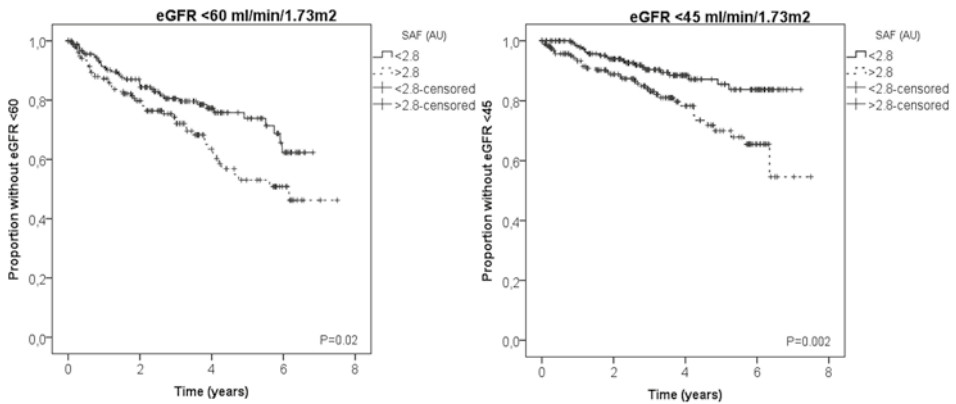 eGFR <60 ml/min/1.73m2
SAF (AU)
<2.8
>2.8
<2.8-censored
>2.8-censored
Proportion without eGFR <60
1,0
0,8
0,6
0,4
0,2
0,0
0 2 4 6 8
Time (years)
P=0.02
eGFR <45 ml/min/1.73m2
SAF (AU)
<2.8
>2.8
<2.8-censored
>2.8-censored
Proportion without eGFR <45
1,0
0,8
0,6
0,4
0,2
0,0
0 2 4 6 8
Time (years)
P=0.002